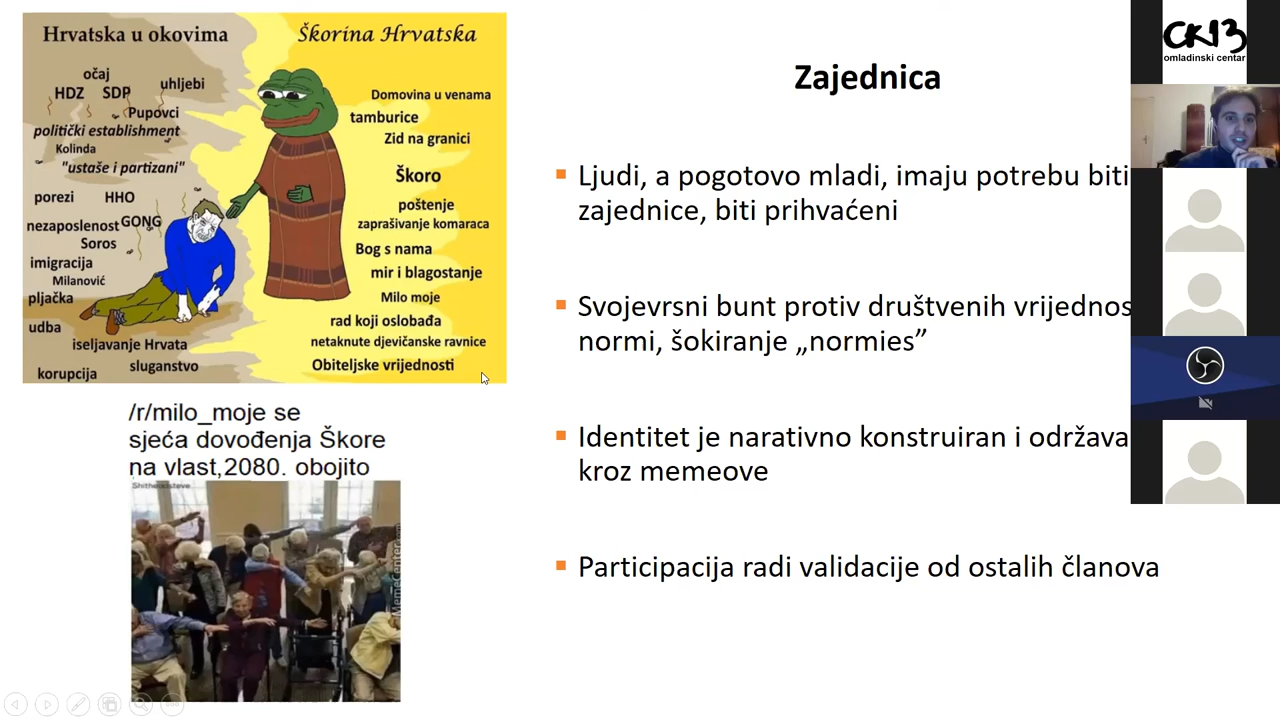 Hrvatska u okovima
očaj
HDZ SDP uhljebi
Pupovci
politički establishment
Kolinda
"ustaše i partizani"
porezi HHO
nezaposlenost GONG
Soros
imigracija
Milanović
pljačka
udba
iseljavanje Hrvata
sluganstvo
korupcija
Škorina Hrvatska
Domovina u venama
tamburice
Zid na granici
Škoro
poštenje
zaprašivanje komaraca
Bog s nama
mir i blagostanje
Milo moje
rad koji oslobađa
netaknute djevičanske ravnice
Obiteljske vrijednosti
/r/milo_moje se
sjeća dovođenja Škore
na vlast,2080. obojito
Shitheadsteve
MemeCenter.com
Zajednica
Ljudi, a pogotovo mladi, imaju potrebu biti
zajednice, biti prihvaćeni
Svojevrsni bunt protiv društvenih vrijednos
normi, šokiranje „normies”
Identitet je narativno konstruiran i održava
kroz memeove
Participacija radi validacije od ostalih članova
CK13
omladinski centar